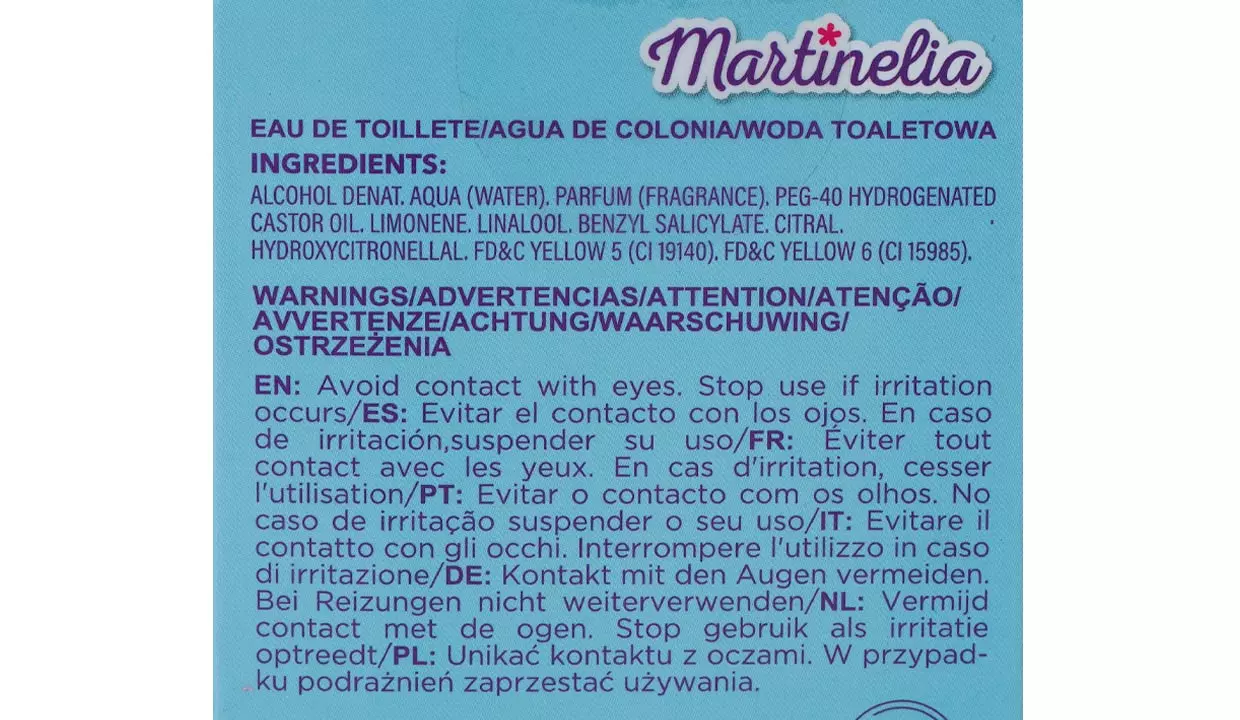 Martinelia
EAU DE TOILLETE/AGUA DE COLONIA/WODA TOALETOWA
INGREDIENTS:
ALCOHOL DENAT. AQUA (WATER). PARFUM (FRAGRANCE). PEG-40 HYDROGENATED
CASTOR OIL. LIMONENE. LINALOOL. BENZYL SALICYLATE. CITRAL.
HYDROXYCITRONELLAL. FD&C YELLOW 5 (CI 19140). FD&C YELLOW 6 (CI 15985).
WARNINGS/ADVERTENCIAS/ATTENTION/ATENÇÃO/
AVVERTENZE/ACHTUNG/WAARSCHUWING/
OSTRZEŻENIA
EN: Avoid contact with eyes. Stop use if irritation
occurs/ES: Evitar el contacto con los ojos. En caso
de irritación,suspender su uso/FR: Éviter tout
contact avec les yeux. En cas d'irritation, cesser
l'utilisation/PT: Evitar o contacto com os olhos. No
caso de irritação suspender o seu uso/IT: Evitare il
contatto con gli occhi. Interrompere l'utilizzo in caso
di irritazione/DE: Kontakt mit den Augen vermeiden.
Bei Reizungen nicht weiterverwenden/NL: Vermijd
contact met de ogen. Stop gebruik als irritatie
optreedt/PL: Unikać kontaktu z oczami. W przypad-
ku podrażnień zaprzestać używania.